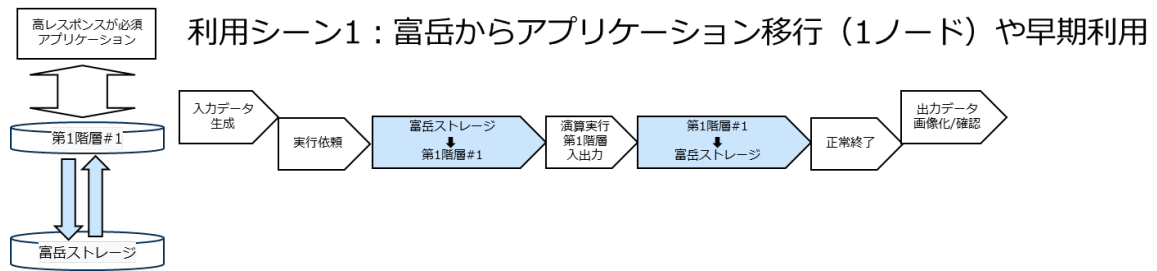 高レスポンスが必須
アプリケーション
利用シーン1：富岳からアプリケーション移行（1ノード）や早期利用
第1階層#1
富岳ストレージ
入力データ
生成
実行依頼
富岳ストレージ
第1階層#1
演算実行
第1階層
入出力
第1階層#1
富岳ストレージ
正常終了
出力データ
画像化/確認